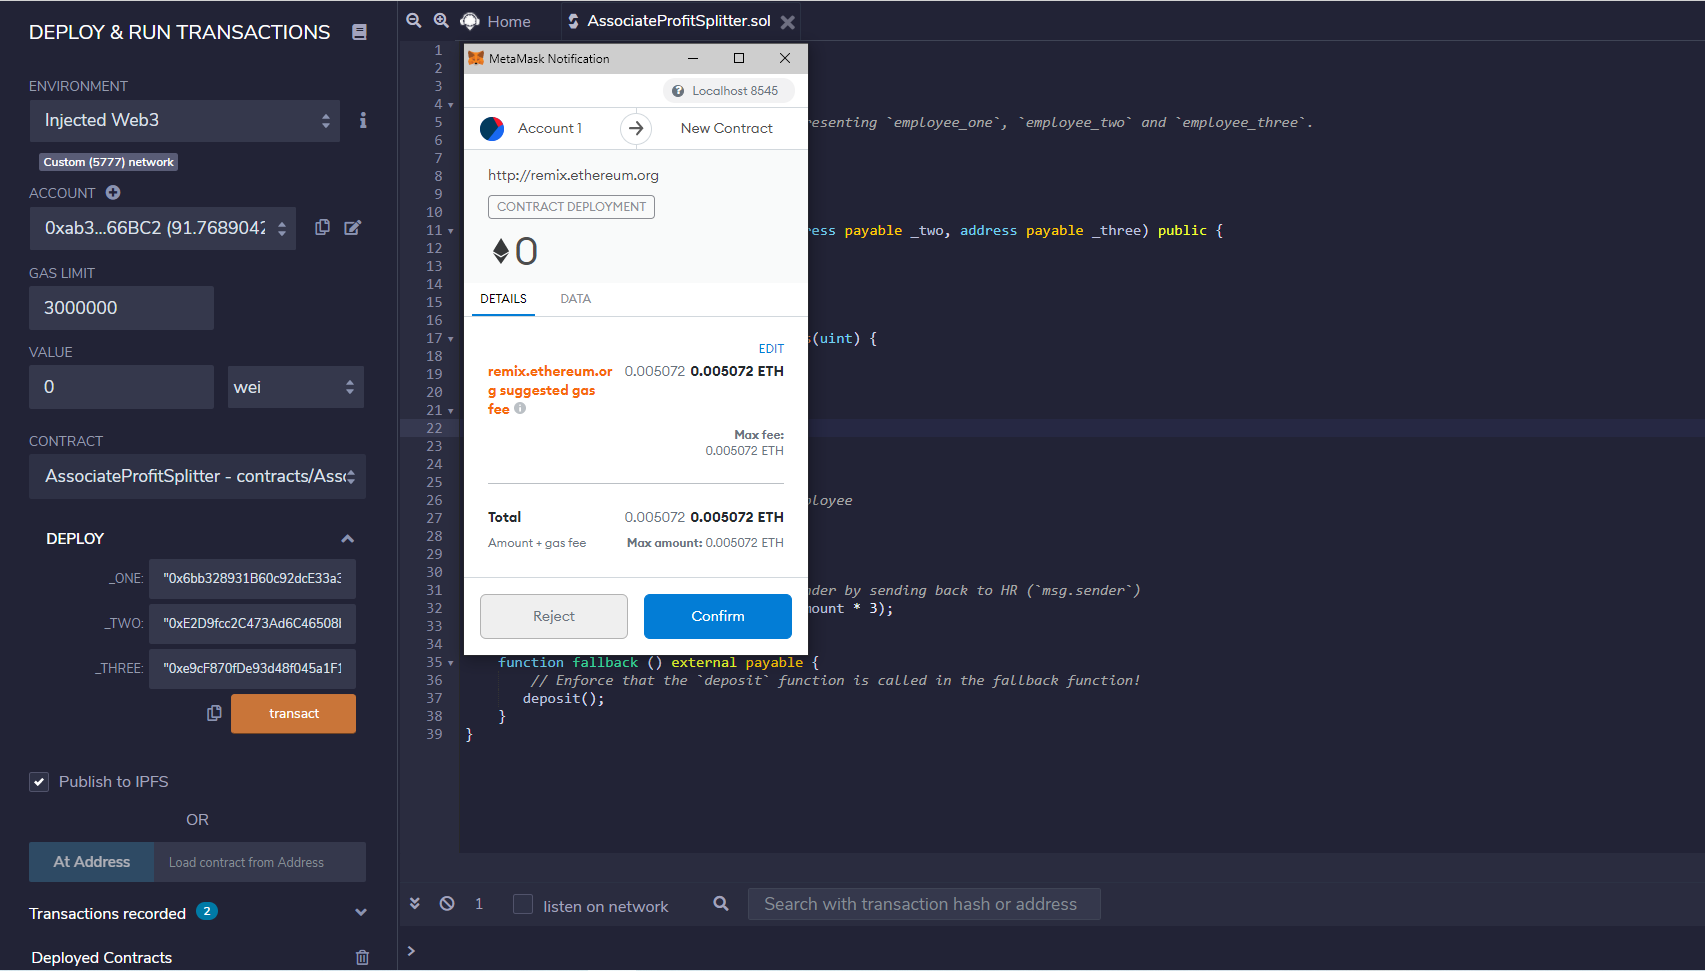 DEPLOY & RUN TRANSACTIONS
ENVIRONMENT
Injected Web3
Custom (5777) network
ACCOUNT
0xab3...66BC2 (91.7689042
GAS LIMIT
3000000
VALUE
0
wei
CONTRACT
AssociateProfitSplitter - contracts/Asso
DEPLOY
_ONE:
"0x6bb328931B60c92dcE33a3
_TWO:
"0xE2D9fcc2C473Ad6C46508
_THREE:
"0xe9cF870fDe93d48f045a1F1
transact
Publish to IPFS
OR
At Address
Load contract from Address
Transactions recorded 2
Deployed Contracts
Home
AssociateProfitSplitter.sol
1
2
3
4
5 resenting `employee_one`, `employee_two` and `employee_three`.
6
7
8
9
10
11 ess payable _two, address payable _three) public {
12
13
14
15
16
17 (uint) {
18
19
20
21
22
23
24
25
26 ployee
27
28
29
30
31 nder by sending back to HR (`msg.sender`)
32 ount * 3);
33
34
35 function fallback () external payable {
36 // Enforce that the `deposit` function is called in the fallback function!
37 deposit();
38 }
39 }
MetaMask Notification
Localhost 8545
Account 1
New Contract
http://remix.ethereum.org
CONTRACT DEPLOYMENT
0
DETAILS
DATA
EDIT
remix.ethereum.or
g suggested gas
fee
0.005072 0.005072 ETH
Max fee:
0.005072 ETH
Total
0.005072 0.005072 ETH
Amount + gas fee
Max amount: 0.005072 ETH
Reject
Confirm
1
listen on network
Search with transaction hash or address
>